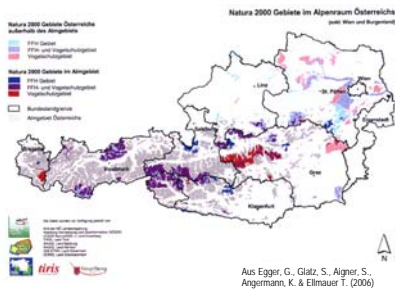 Natura 2000 Gebiete im Alpenraum Österreichs
(exkl. Wien und Burgenland)
Natura 2000 Gebiete Österreichs
außerhalb des Almgebiets
FFH Gebiet
FFH- und Vogelschutzgebiet
Vogelschutzgebiet
Natura 2000 Gebiete im Almgebiet
FFH Gebiet
FFH- und Vogelschutzgebiet
Vogelschutzgebiet
Bundeslandgrenze
Almgebiet Österreichs
Linz
St. Pölten
Wien
Eisenstadt
Salzburg
Bregenz
Innsbruck
Graz
Klagenfurt
tiris
N
Aus Egger, G., Glatz, S., Aigner, S.,
Angermann, K. & Ellmauer T. (2006)